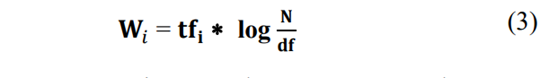 Wᵢ = tfᵢ * log N/df (3)